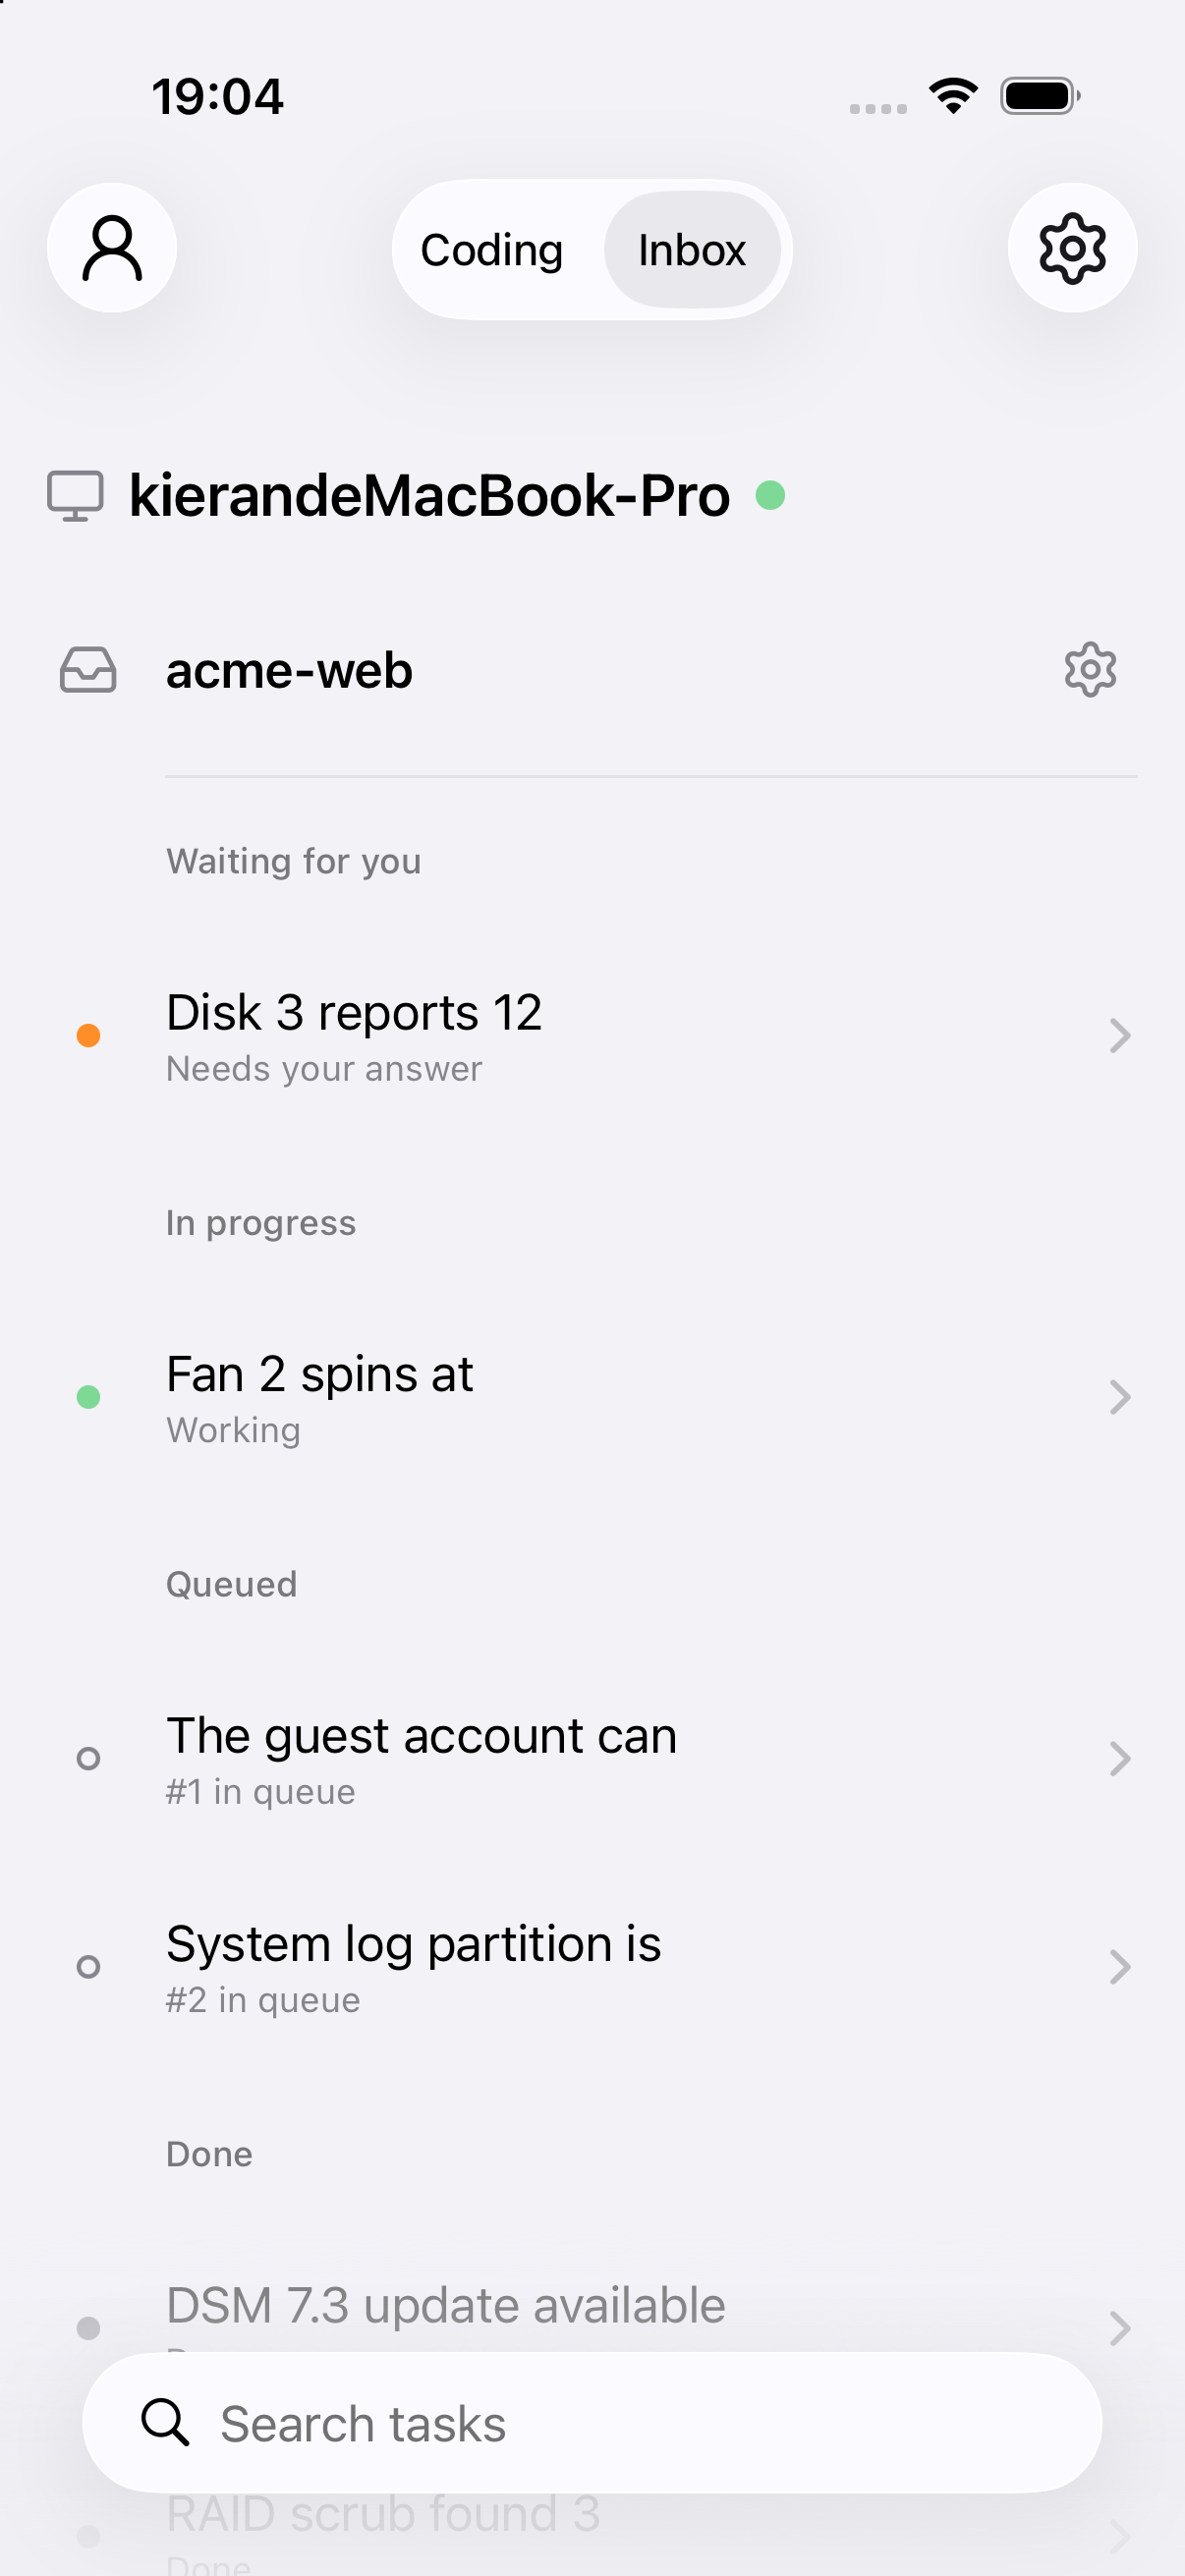 19:04
Coding
Inbox
kierandeMacBook-Pro
acme-web
Waiting for you
Disk 3 reports 12
Needs your answer
In progress
Fan 2 spins at
Working
Queued
The guest account can
#1 in queue
System log partition is
#2 in queue
Done
DSM 7.3 update available
Search tasks
RAID scrub found 3
Done